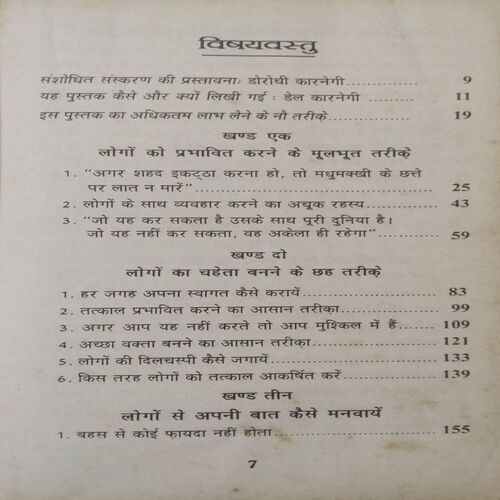 विषयवस्तु
संशोधित संस्करण की प्रस्तावनाः डोरोथी कारनेगी.................... 9
यह पुस्तक कैसे और क्यों लिखी गई : डेल कारनेगी ......... 11
इस पुस्तक का अधिकतम लाभ लेने के नौ तरीक़े................... 19
खण्ड एक
लोगों को प्रभावित करने के मूलभूत तरीक़े
1. “अगर शहद इकट्ठा करना हो, तो मधुमक्खी के छत्ते
पर लात न मारें”.................................................. 25
2. लोगों के साथ व्यवहार करने का अचूक रहस्य.............. 43
3. “जो यह कर सकता है उसके साथ पूरी दुनिया है।
जो यह नहीं कर सकता, वह अकेला ही रहेगा”............ 59
खण्ड दो
लोगों का चहेता बनने के छह तरीक़े
1. हर जगह अपना स्वागत कैसे करायें .......................... 83
2. तत्काल प्रभावित करने का आसान तरीक़ा................. 99
3. अगर आप यह नहीं करते तो आप मुश्किल में हैं........ 109
4. अच्छा वक्ता बनने का आसान तरीक़ा...................... 121
5. लोगों की दिलचस्पी कैसे जगायें ............................ 133
6. किस तरह लोगों को तत्काल आकर्षित करें................ 139
खण्ड तीन
लोगों से अपनी बात कैसे मनवायें
1. बहस से कोई फ़ायदा नहीं होता.............................. 155
7